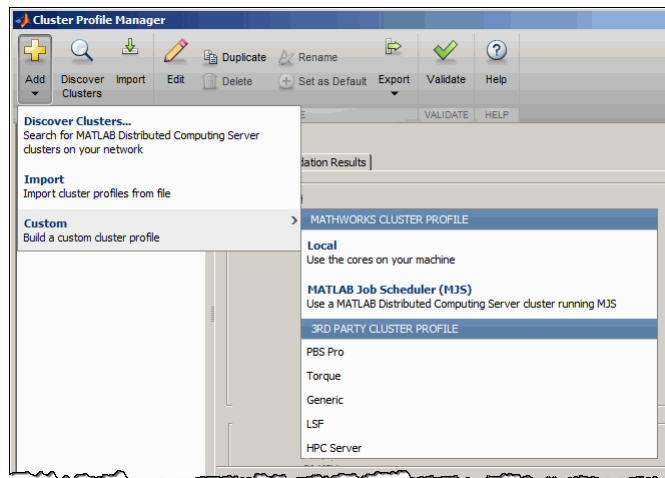 Cluster Profile Manager
Add
Discover Clusters
Import
Edit
Duplicate
Delete
Rename
Set as Default
Export
Validate
Help
VALIDATE
HELP
Discover Clusters...
Search for MATLAB Distributed Computing Server
clusters on your network
Import
Import cluster profiles from file
Custom
Build a custom cluster profile
Results
MATHWORKS CLUSTER PROFILE
Local
Use the cores on your machine
MATLAB Job Scheduler (MJS)
Use a MATLAB Distributed Computing Server cluster running MJS
3RD PARTY CLUSTER PROFILE
PBS Pro
Torque
Generic
LSF
HPC Server